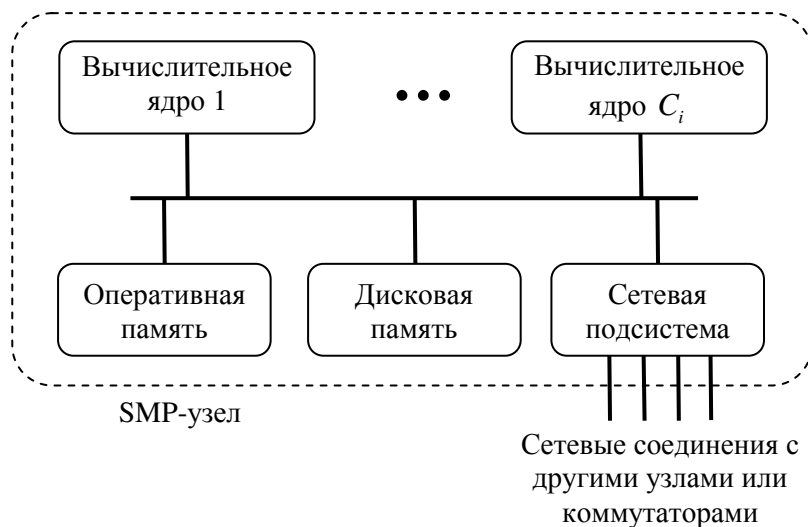 Вычислительное
ядро 1
•••
Вычислительное
ядро C_i
Оперативная
память
Дисковая
память
Сетевая
подсистема
SMP-узел
Сетевые соединения с
другими узлами или
коммутаторами